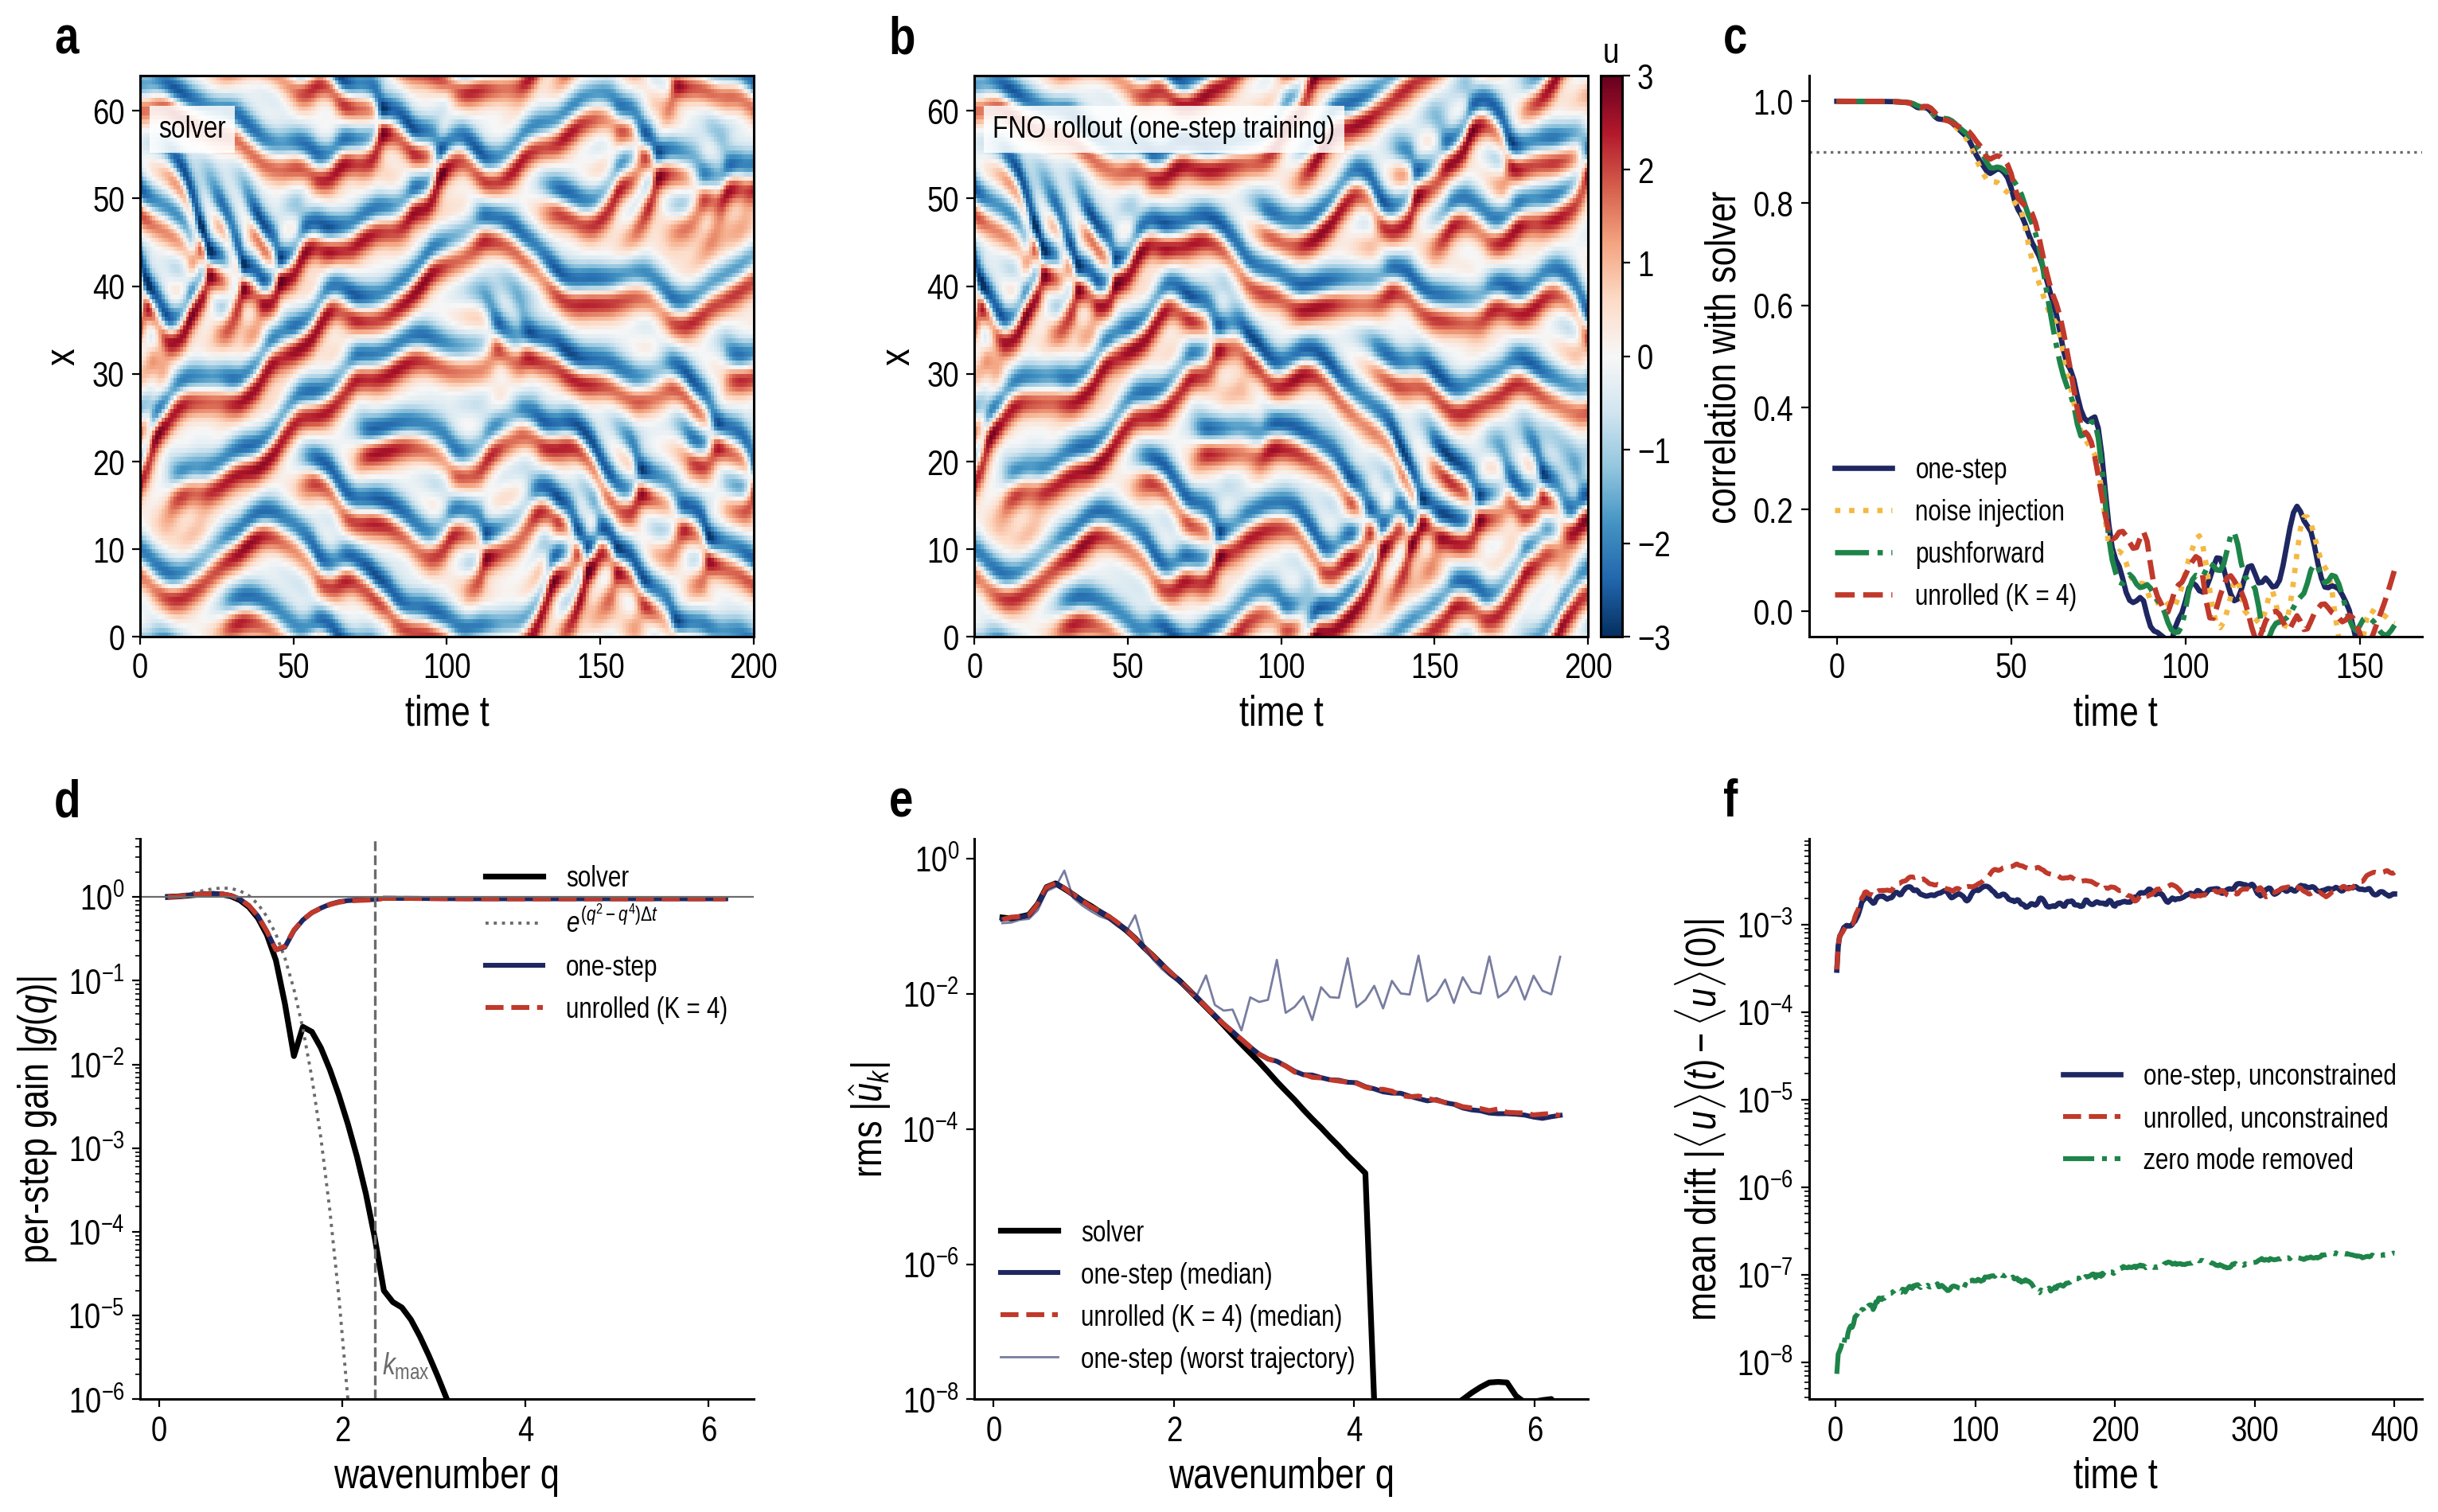 a
solver
60
50
40
30
20
10
0
x
0
50
100
150
200
time t
b
FNO rollout (one-step training)
60
50
40
30
20
10
0
x
0
50
100
150
200
time t
u
3
2
1
0
−1
−2
−3
c
1.0
0.8
0.6
0.4
0.2
0.0
correlation with solver
one-step
noise injection
pushforward
unrolled (K = 4)
0
50
100
150
time t
d
10⁰
10⁻¹
10⁻²
10⁻³
10⁻⁴
10⁻⁵
10⁻⁶
per-step gain |g(q)|
solver
e^{(q² − q⁴)Δt}
one-step
unrolled (K = 4)
k_max
0
2
4
6
wavenumber q
e
10⁰
10⁻²
10⁻⁴
10⁻⁶
10⁻⁸
rms |û_k|
solver
one-step (median)
unrolled (K = 4) (median)
one-step (worst trajectory)
0
2
4
6
wavenumber q
f
10⁻³
10⁻⁴
10⁻⁵
10⁻⁶
10⁻⁷
10⁻⁸
mean drift |⟨u⟩(t) − ⟨u⟩(0)|
one-step, unconstrained
unrolled, unconstrained
zero mode removed
0
100
200
300
400
time t